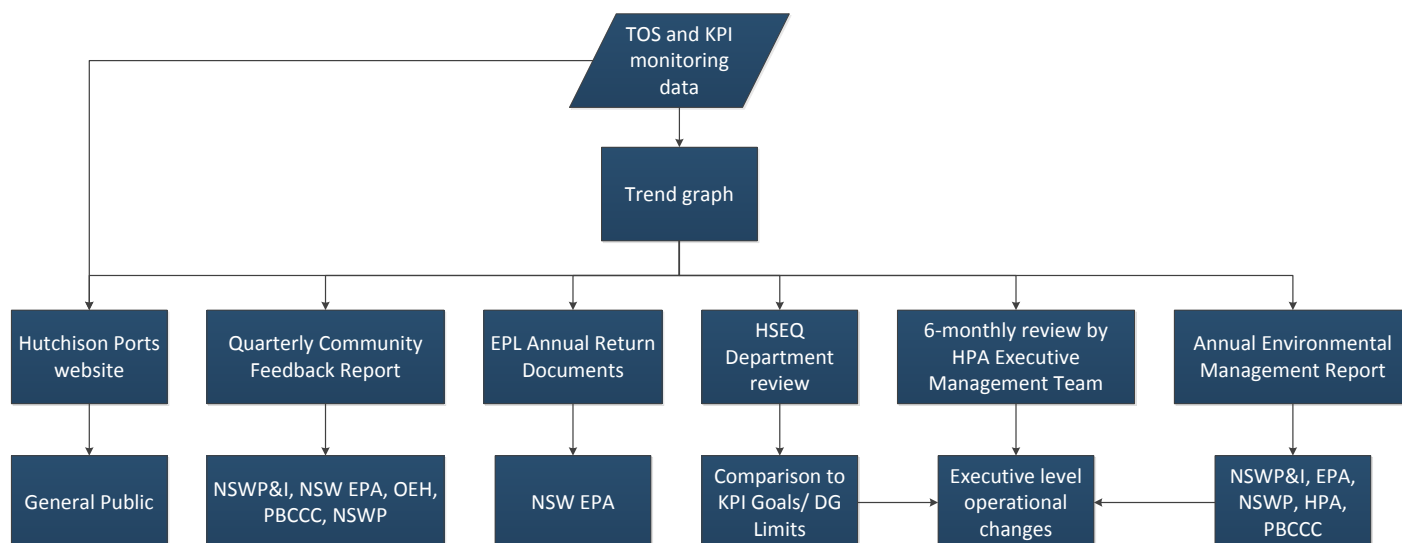 TOS and KPI
monitoring
data
Trend graph
Hutchison Ports
website
Quarterly Community
Feedback Report
EPL Annual Return
Documents
HSEQ
Department
review
6-monthly review by
HPA Executive
Management Team
Annual Environmental
Management Report
General Public
NSWP&I, NSW EPA, OEH,
PBCCC, NSWP
NSW EPA
Comparison to
KPI Goals/ DG
Limits
Executive level
operational
changes
NSWP&I, EPA,
NSWP, HPA,
PBCCC